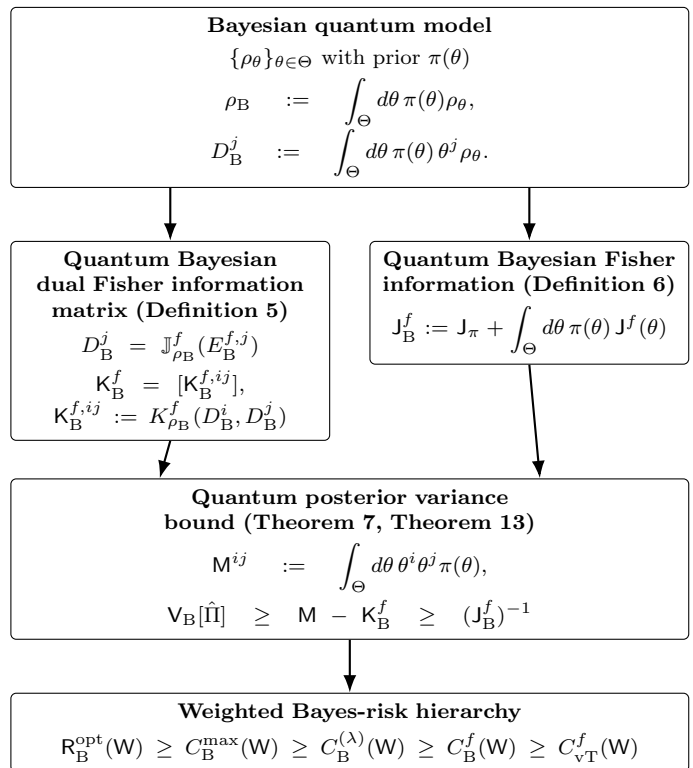 Bayesian quantum model
{ρ_θ}_{θ∈Θ} with prior π(θ)
ρ_B := ∫_Θ dθ π(θ)ρ_θ,
D_B^j := ∫_Θ dθ π(θ) θ^j ρ_θ.
Quantum Bayesian
dual Fisher information
matrix (Definition 5)
D_B^j = 𝕁_{ρ_B}^f(E_B^{f,j})
K_B^f = [K_B^{f,ij}],
K_B^{f,ij} := K_{ρ_B}^f(D_B^i, D_B^j)
Quantum Bayesian Fisher
information (Definition 6)
J_B^f := J_π + ∫_Θ dθ π(θ) J^f(θ)
Quantum posterior variance
bound (Theorem 7, Theorem 13)
M^{ij} := ∫_Θ dθ θ^i θ^j π(θ),
V_B[Π̂] ≥ M − K_B^f ≥ (J_B^f)^{−1}
Weighted Bayes-risk hierarchy
R_B^{opt}(W) ≥ C_B^{max}(W) ≥ C_B^{(λ)}(W) ≥ C_B^f(W) ≥ C_{vT}^f(W)